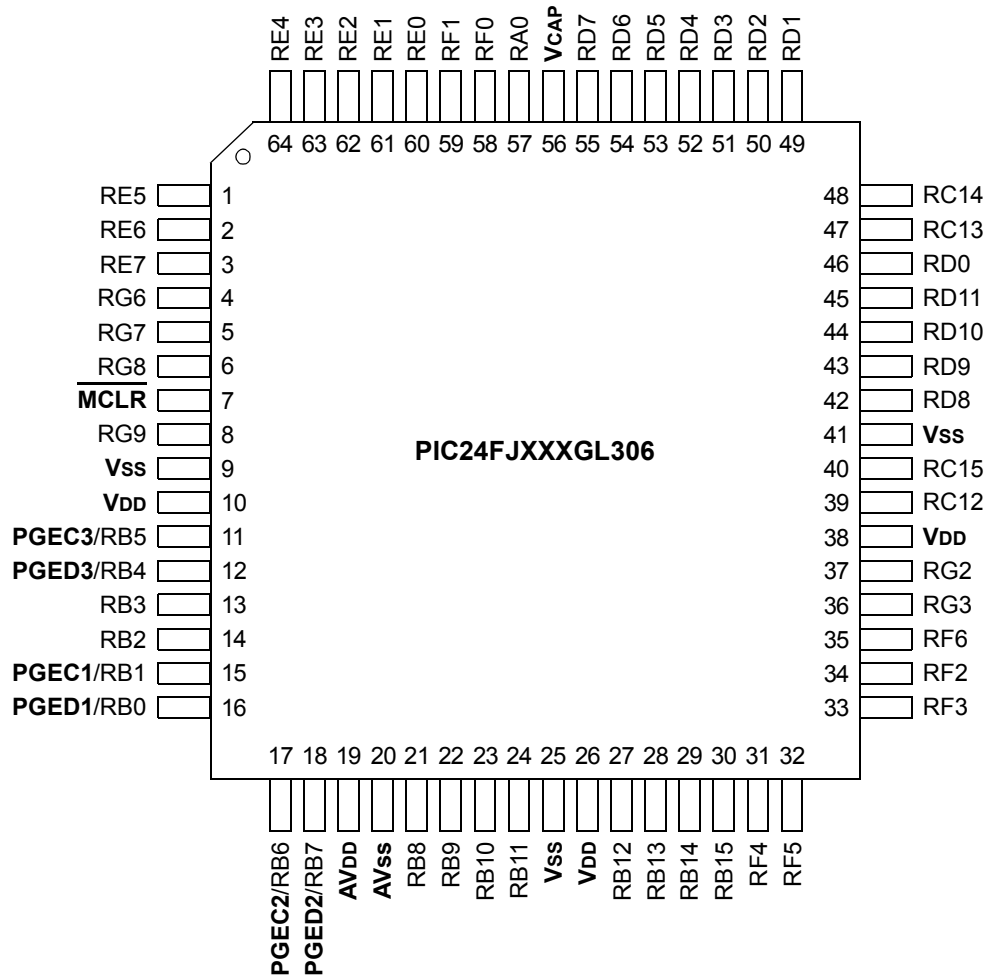 RE4 RE3 RE2 RE1 RE0 RF1 RF0 RA0 VCAP RD7 RD6 RD5 RD4 RD3 RD2 RD1
64 63 62 61 60 59 58 57 56 55 54 53 52 51 50 49
RE5 1 48 RC14
RE6 2 47 RC13
RE7 3 46 RD0
RG6 4 45 RD11
RG7 5 44 RD10
RG8 6 43 RD9
MCLR 7 42 RD8
RG9 8 PIC24FJXXXGL306 41 VSS
VSS 9 40 RC15
VDD 10 39 RC12
PGEC3/RB5 11 38 VDD
PGED3/RB4 12 37 RG2
RB3 13 36 RG3
RB2 14 35 RF6
PGEC1/RB1 15 34 RF2
PGED1/RB0 16 33 RF3
17 18 19 20 21 22 23 24 25 26 27 28 29 30 31 32
PGEC2/RB6 PGED2/RB7 AVDD AVSS RB8 RB9 RB10 RB11 VSS VDD RB12 RB13 RB14 RB15 RF4 RF5